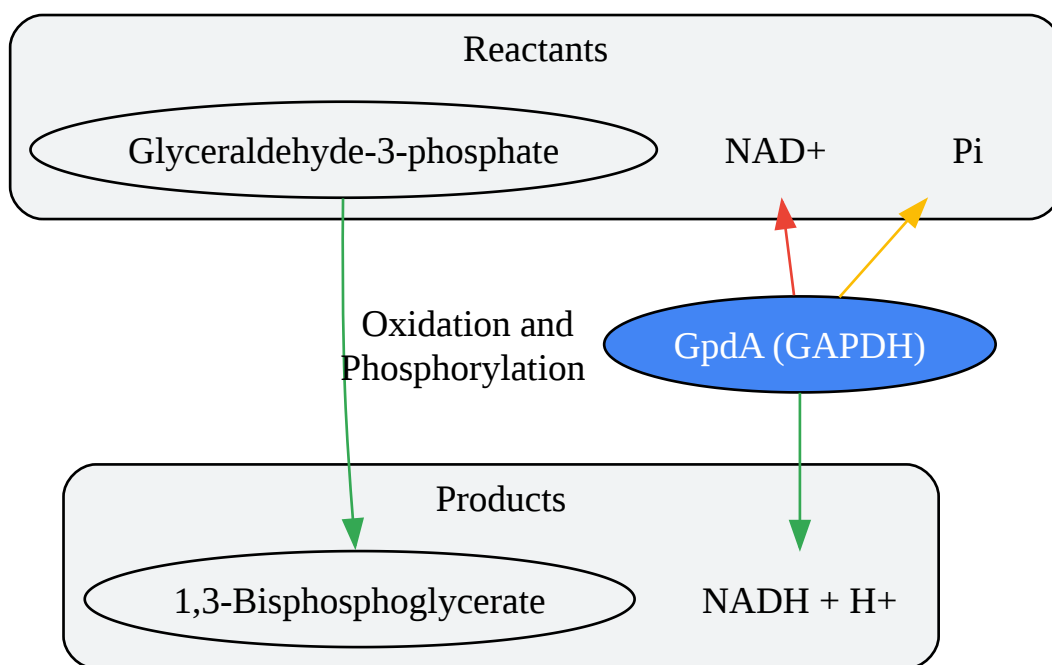 Reactants
Glyceraldehyde-3-phosphate
NAD+
Pi
Oxidation and
Phosphorylation
GpdA (GAPDH)
Products
1,3-Bisphosphoglycerate
NADH + H+